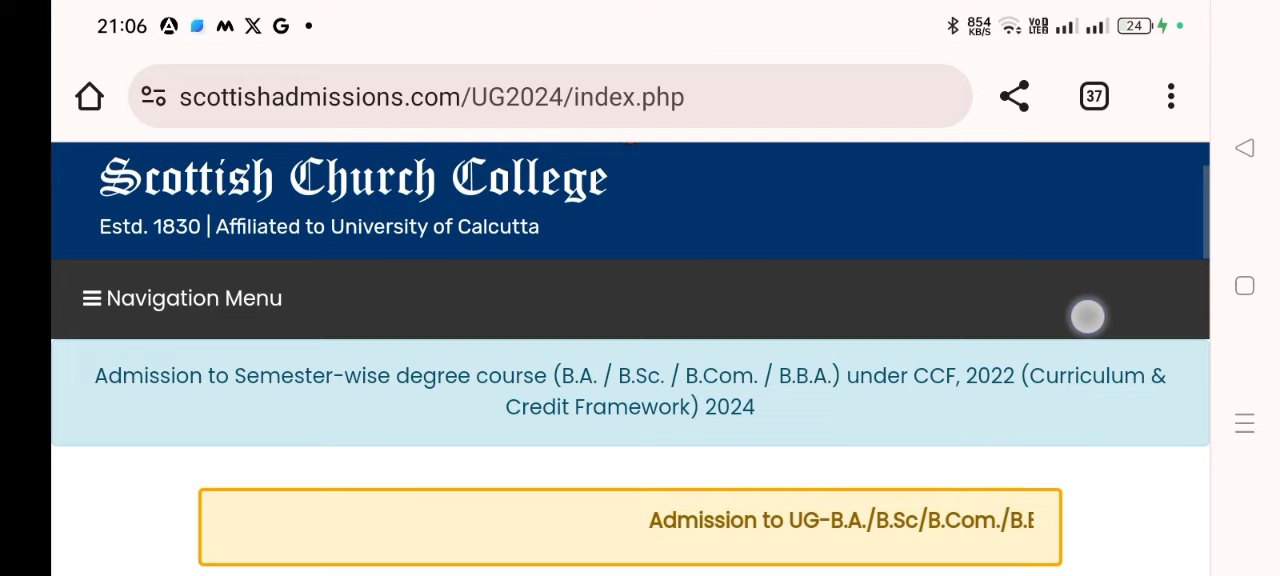 21:06
854 KB/S
VoD LTE
24
scottishadmissions.com/UG2024/index.php
37
Scottish Church College
Estd. 1830 | Affiliated to University of Calcutta
Navigation Menu
Admission to Semester-wise degree course (B.A. / B.Sc. / B.Com. / B.B.A.) under CCF, 2022 (Curriculum &
Credit Framework) 2024
Admission to UG-B.A./B.Sc/B.Com./B.